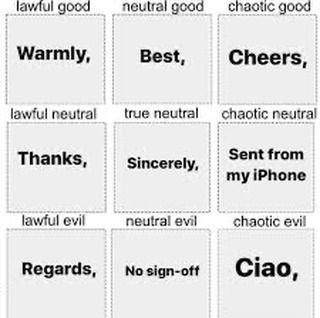 lawful good neutral good chaotic good
Warmly, Best, Cheers,
lawful neutral true neutral chaotic neutral
Thanks, Sincerely, Sent from
my iPhone
lawful evil neutral evil chaotic evil
Regards, No sign-off Ciao,